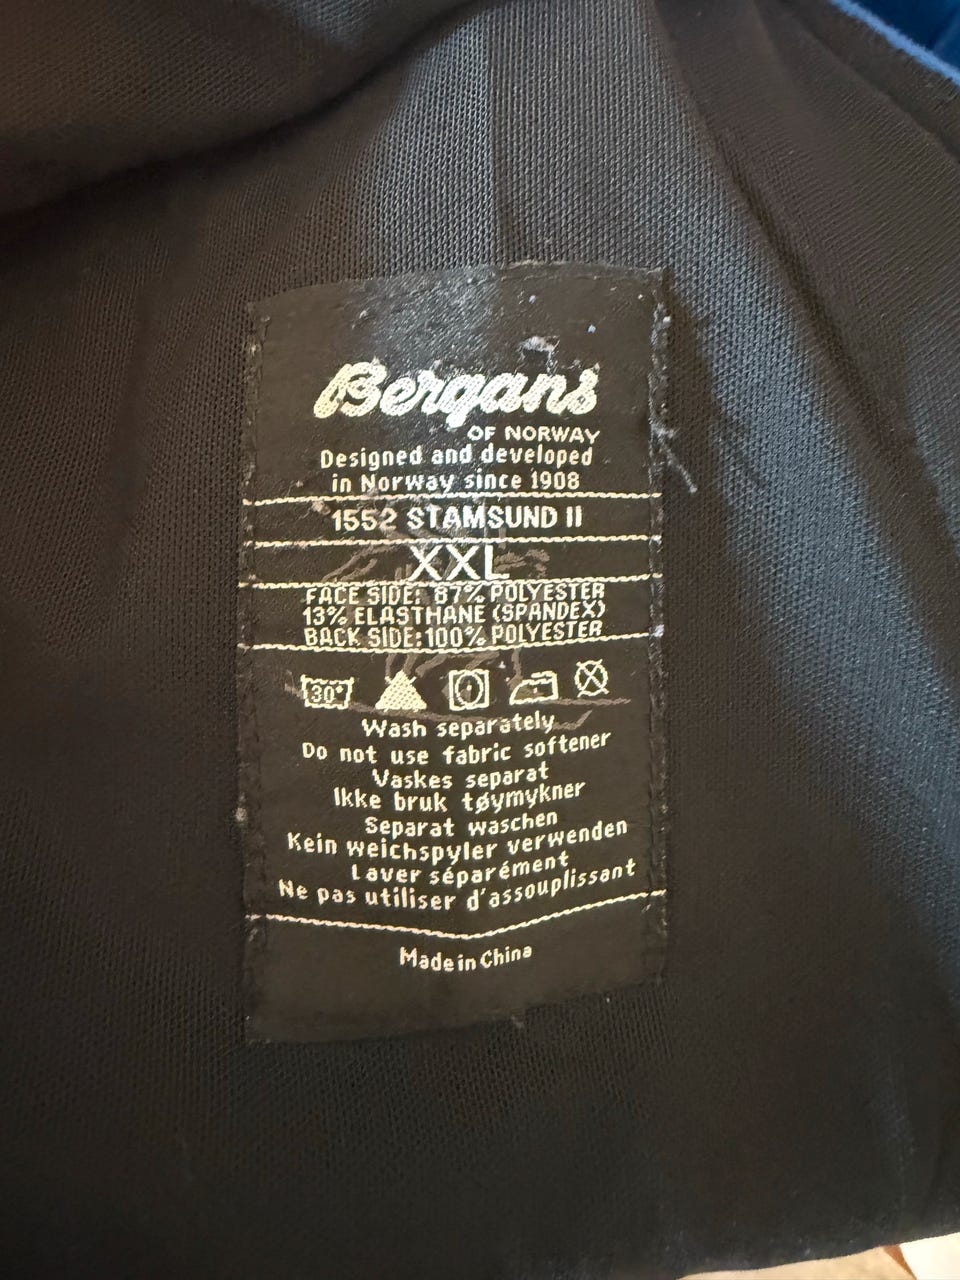 Bergans
OF NORWAY
Designed and developed
in Norway since 1908
1552 STAMSUND II
XXL
FACE SIDE: 87% POLYESTER
13% ELASTHANE (SPANDEX)
BACK SIDE: 100% POLYESTER
30°
Wash separately
Do not use fabric softener
Vaskes separat
Ikke bruk tøymykner
Separat waschen
Kein weichspyler verwenden
Laver séparément
Ne pas utiliser d'assouplissant
Made in China